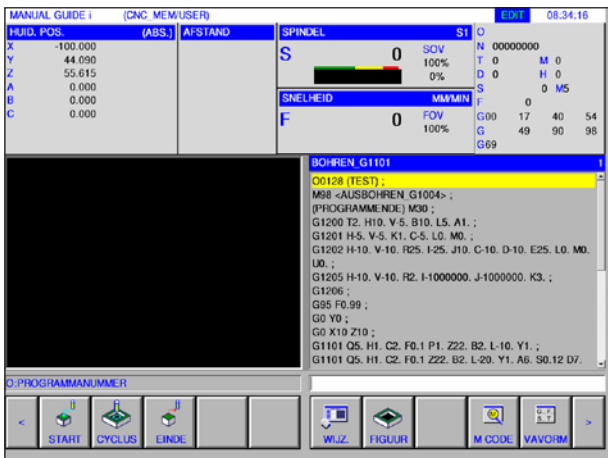 MANUAL GUIDE i (CNC_MEM/USER) EDIT 08:34:16
HUID. POS. (ABS.) AFSTAND
X -100.000
Y 44.090
Z 55.615
A 0.000
B 0.000
C 0.000
SPINDEL S1
S 0 SOV
100%
0%
SNELHEID MM/MIN
F 0 FOV
100%
O
N 00000000
T 0 M 0
D 0 H 0
S 0 M5
F 0
G00 17 40 54
G 49 90 98
G69
BOHREN_G1101 1
O0128 (TEST) ;
M98 <AUSBOHREN_G1004> ;
(PROGRAMMENDE) M30 ;
G1200 T2. H10. V-5. B10. L5. A1. ;
G1201 H-5. V-5. K1. C-5. L0. M0. ;
G1202 H-10. V-10. R25. I-25. J10. C-10. D-10. E25. L0. M0.
U0. ;
G1205 H-10. V-10. R2. I-1000000. J-1000000. K3. ;
G1206 ;
G95 F0.99 ;
G0 Y0 ;
G0 X10 Z10 ;
G1101 Q5. H1. C2. F0.1 P1. Z22. B2. L-10. Y1. ;
G1101 Q5. H1. C2. F0.1 Z22. B2. L-20. Y1. A6. S0.12 D7.
O:PROGRAMMANUMMER
< START CYCLUS EINDE WIJZ. FIGUUR M CODE VAVORM >